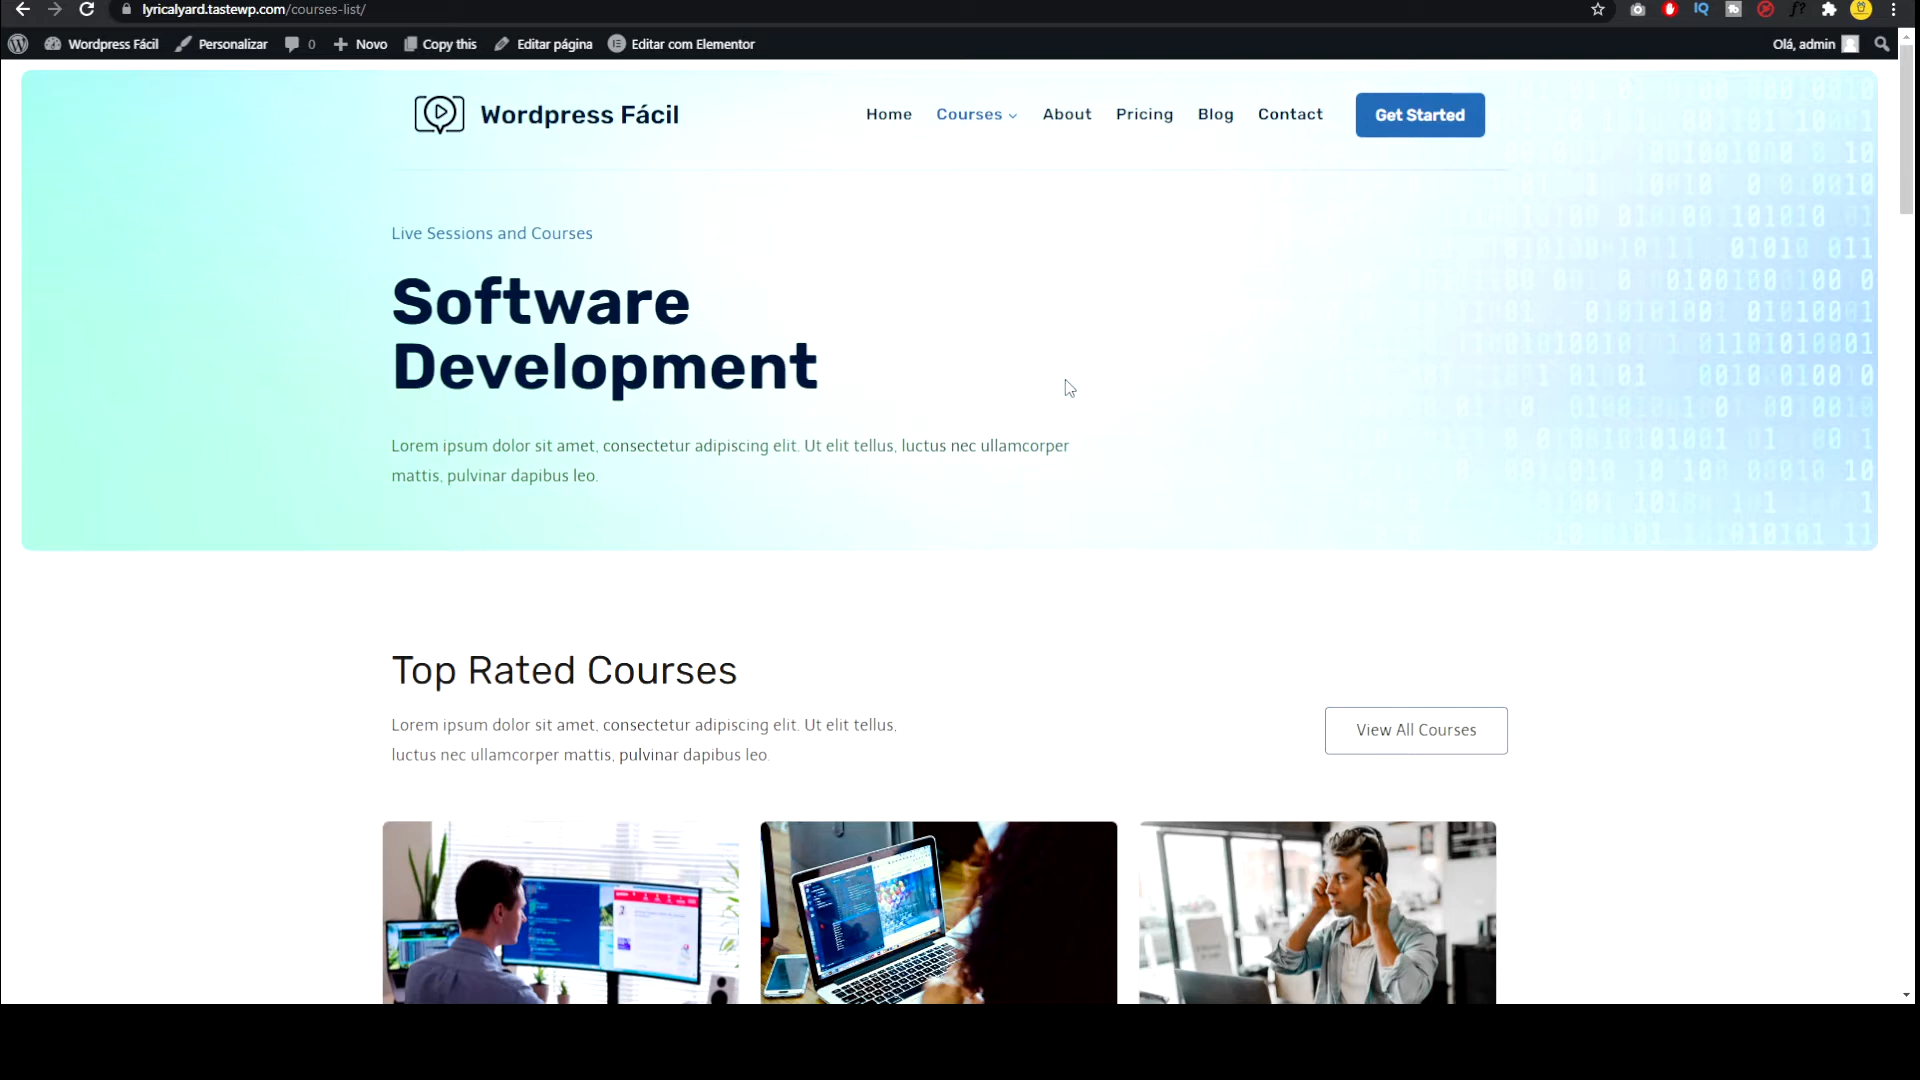 lyricalyard.tastewp.com/courses-list/
Wordpress Fácil Personalizar 0 Novo Copy this Editar página Editar com Elementor Olá, admin
Wordpress Fácil Home Courses About Pricing Blog Contact Get Started
Live Sessions and Courses
Software
Development
Lorem ipsum dolor sit amet, consectetur adipiscing elit. Ut elit tellus, luctus nec ullamcorper
mattis, pulvinar dapibus leo.
Top Rated Courses
Lorem ipsum dolor sit amet, consectetur adipiscing elit. Ut elit tellus,
luctus nec ullamcorper mattis, pulvinar dapibus leo.
View All Courses